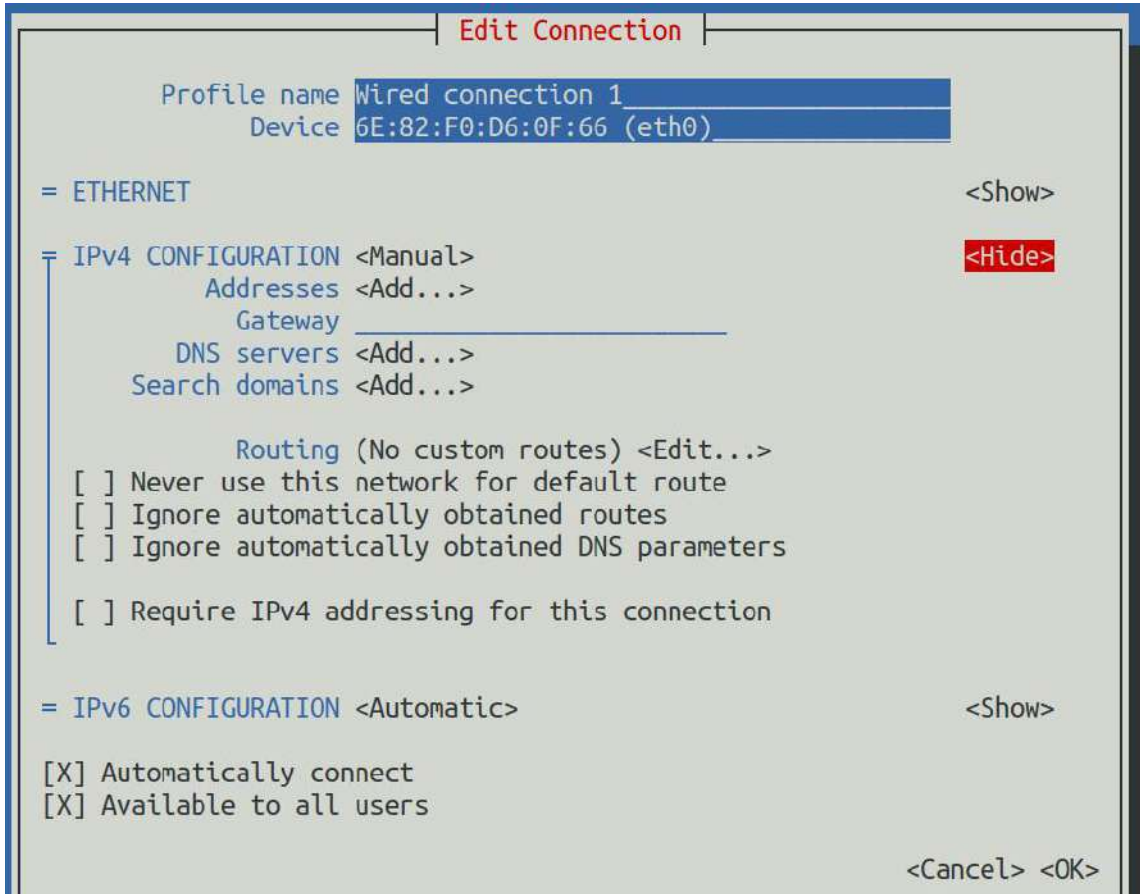 Edit Connection
Profile name Wired connection 1
Device 6E:82:F0:D6:0F:66 (eth0)
= ETHERNET <Show>
= IPv4 CONFIGURATION <Manual> <Hide>
Addresses <Add...>
Gateway
DNS servers <Add...>
Search domains <Add...>
Routing (No custom routes) <Edit...>
[ ] Never use this network for default route
[ ] Ignore automatically obtained routes
[ ] Ignore automatically obtained DNS parameters
[ ] Require IPv4 addressing for this connection
= IPv6 CONFIGURATION <Automatic> <Show>
[X] Automatically connect
[X] Available to all users
<Cancel> <OK>